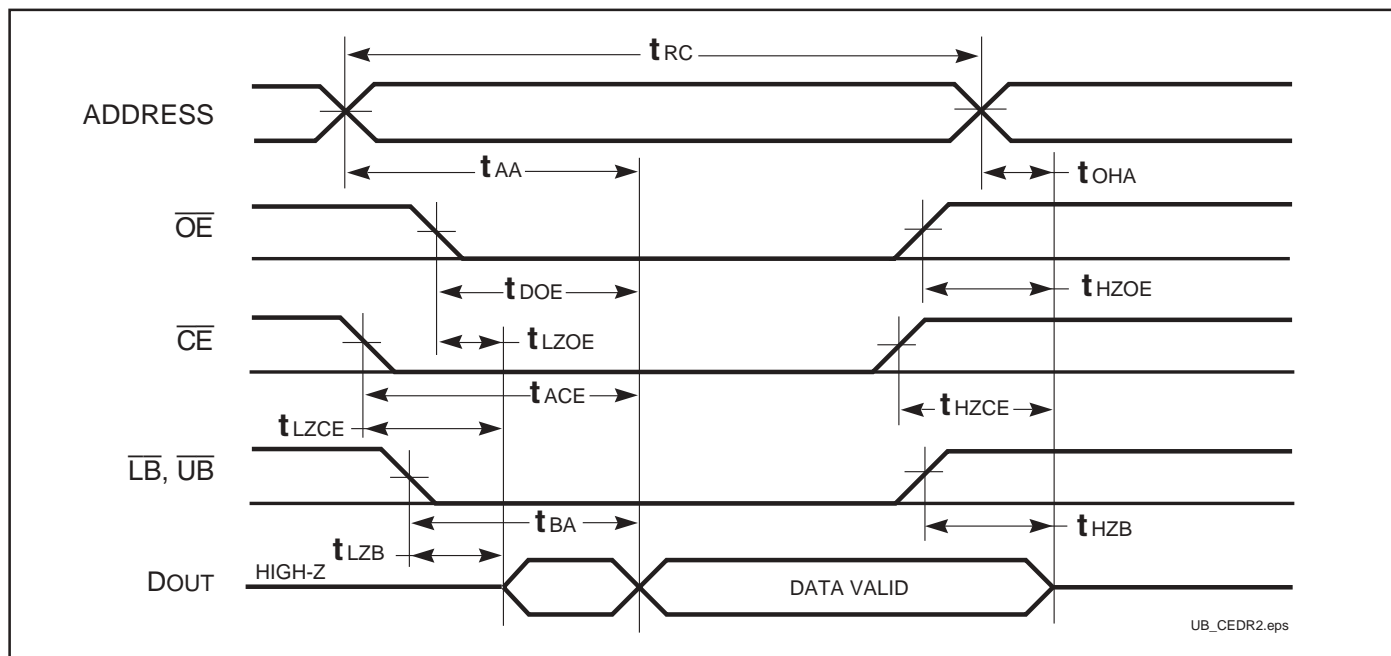 tRC
ADDRESS
tAA
tOHA
OE
tDOE
tHZOE
CE
tLZOE
tACE
tHZCE
tLZCE
LB, UB
tBA
tHZB
tLZB
DOUT
HIGH-Z
DATA VALID
UB_CEDR2.eps